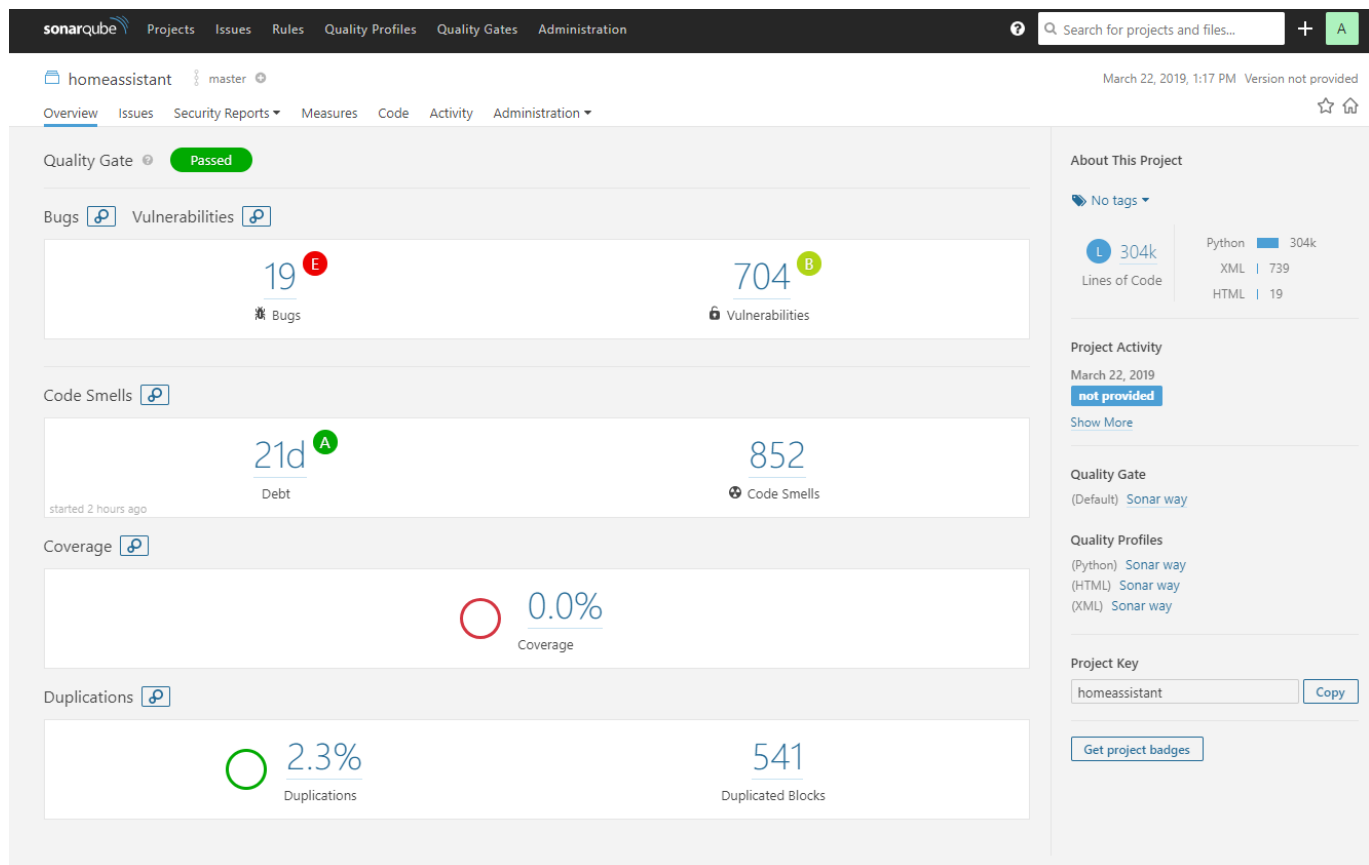 sonarqube Projects Issues Rules Quality Profiles Quality Gates Administration ? Search for projects and files... + A
homeassistant master
March 22, 2019, 1:17 PM Version not provided
Overview Issues Security Reports Measures Code Activity Administration
Quality Gate ? Passed
Bugs Vulnerabilities
19 E
Bugs
704 B
Vulnerabilities
Code Smells
21d A
Debt
852
Code Smells
started 2 hours ago
Coverage
0.0%
Coverage
Duplications
2.3%
Duplications
541
Duplicated Blocks
About This Project
No tags
L 304k
Lines of Code
Python 304k
XML 739
HTML 19
Project Activity
March 22, 2019
not provided
Show More
Quality Gate
(Default) Sonar way
Quality Profiles
(Python) Sonar way
(HTML) Sonar way
(XML) Sonar way
Project Key
homeassistant Copy
Get project badges